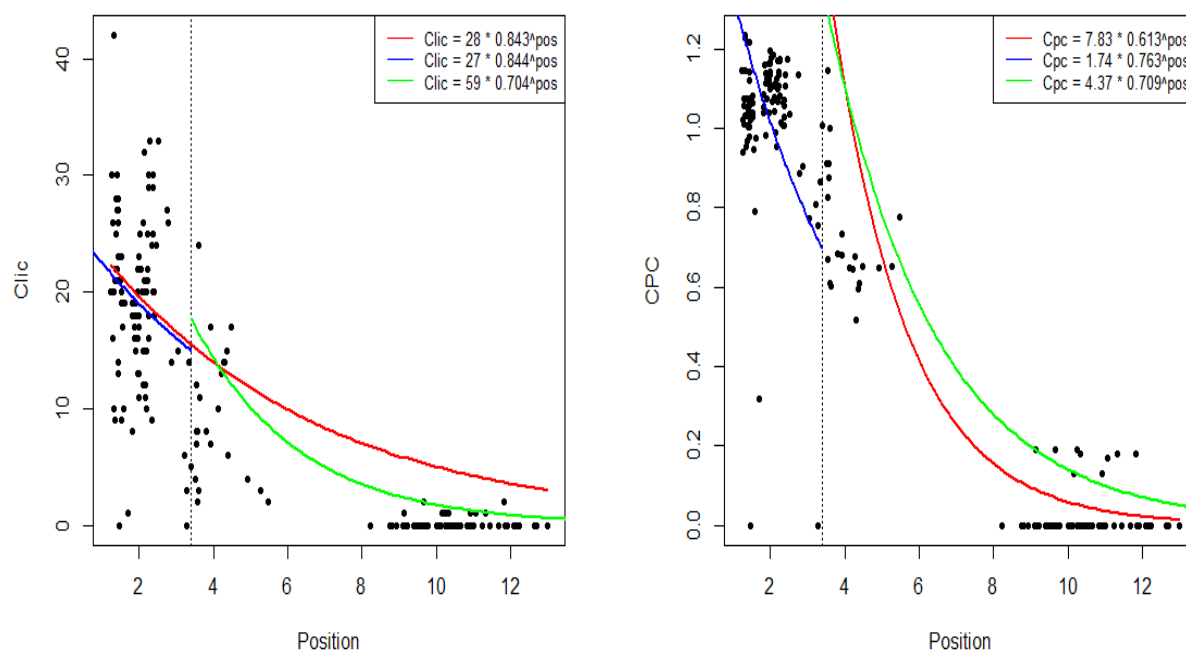 Clic = 28 * 0.843^pos
Clic = 27 * 0.844^pos
Clic = 59 * 0.704^pos
Clic
40
30
20
10
0
2 4 6 8 10 12
Position
Cpc = 7.83 * 0.613^pos
Cpc = 1.74 * 0.763^pos
Cpc = 4.37 * 0.709^pos
CPC
1.2
1.0
0.8
0.6
0.4
0.2
0.0
2 4 6 8 10 12
Position